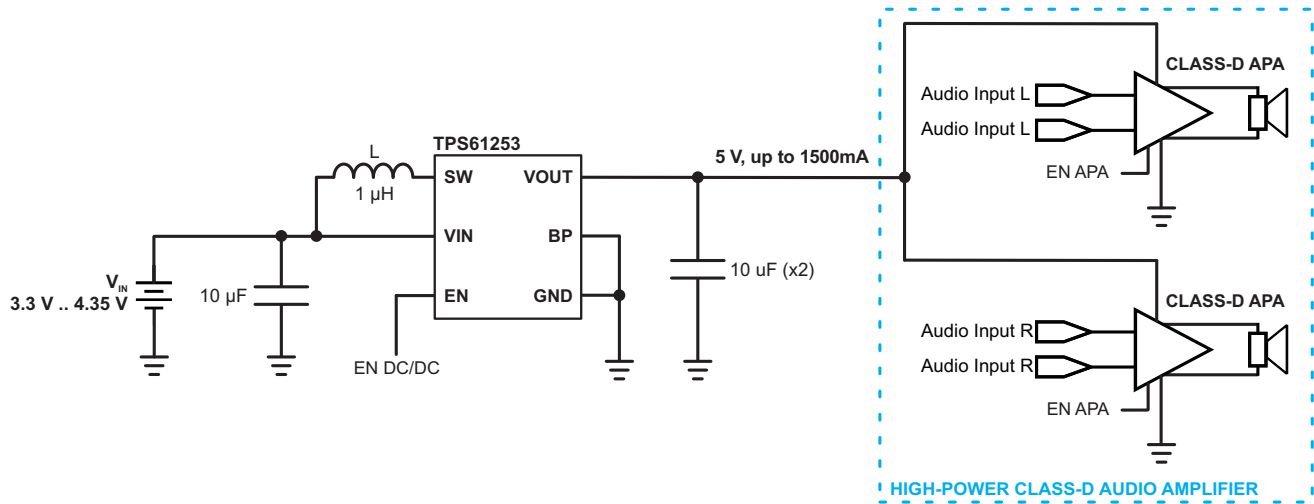 CLASS-D APA
Audio Input L
Audio Input L
EN APA
TPS61253
L
1 µH
SW
VOUT
5 V, up to 1500mA
VIN
BP
EN
GND
VIN
3.3 V .. 4.35 V
10 µF
10 uF (x2)
EN DC/DC
CLASS-D APA
Audio Input R
Audio Input R
EN APA
HIGH-POWER CLASS-D AUDIO AMPLIFIER